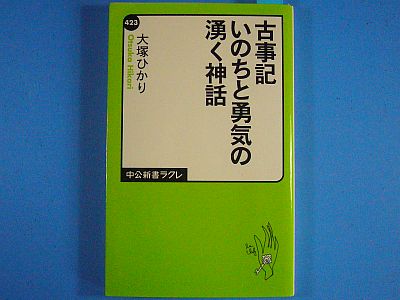 423
大塚ひかり
Otsuka Hikari
古事記
いのちと勇気の
湧く神話
中公新書ラクレ